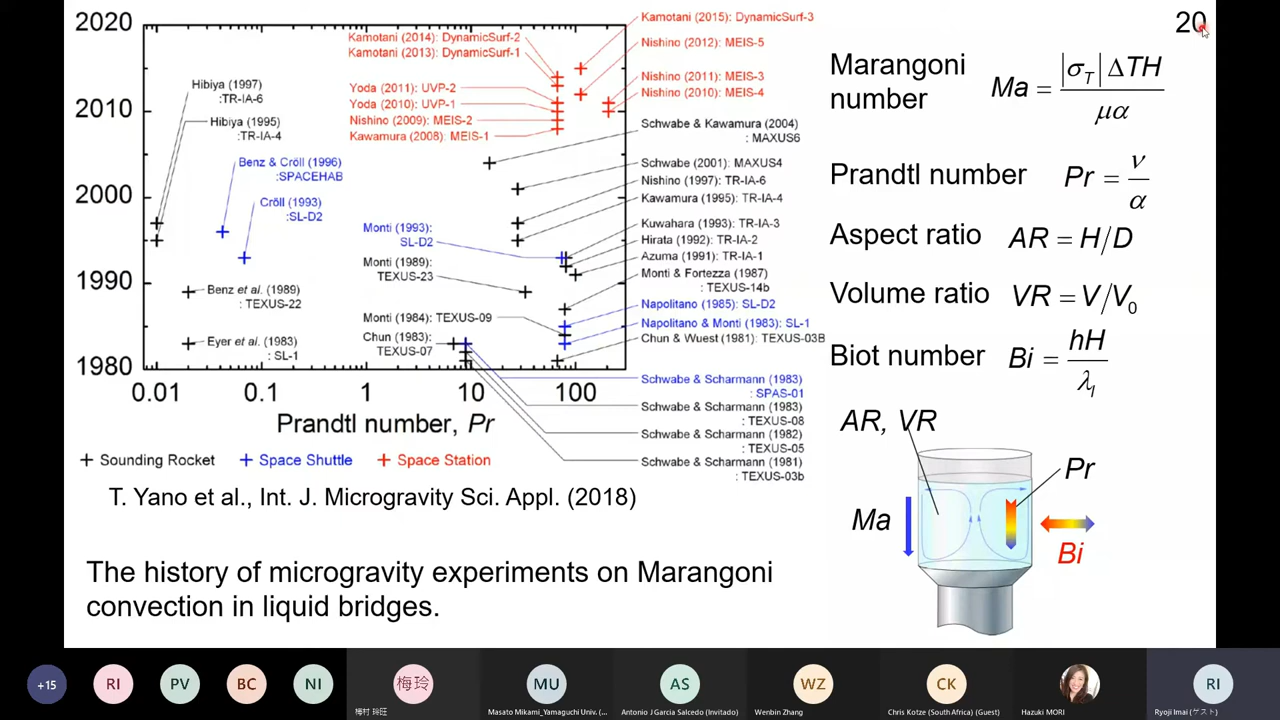 20
2020
2010
2000
1990
1980
0.01
0.1
1
10
100
Prandtl number, Pr
Hibiya (1997)
:TR-IA-6
Hibiya (1995)
:TR-IA-4
Benz & Cröll (1996)
:SPACEHAB
Cröll (1993)
:SL-D2
Benz et al. (1989)
: TEXUS-22
Eyer et al. (1983)
: SL-1
Kamotani (2014): DynamicSurf-2
Kamotani (2013): DynamicSurf-1
Yoda (2011): UVP-2
Yoda (2010): UVP-1
Nishino (2009): MEIS-2
Kawamura (2008): MEIS-1
Monti (1993):
SL-D2
Monti (1989):
TEXUS-23
Monti (1984): TEXUS-09
Chun (1983):
TEXUS-07
Kamotani (2015): DynamicSurf-3
Nishino (2012): MEIS-5
Nishino (2011): MEIS-3
Nishino (2010): MEIS-4
Schwabe & Kawamura (2004)
: MAXUS6
Schwabe (2001): MAXUS4
Nishino (1997): TR-IA-6
Kawamura (1995): TR-IA-4
Kuwahara (1993): TR-IA-3
Hirata (1992): TR-IA-2
Azuma (1991): TR-IA-1
Monti & Fortezza (1987)
: TEXUS-14b
Napolitano (1985): SL-D2
Napolitano & Monti (1983): SL-1
Chun & Wuest (1981): TEXUS-03B
Schwabe & Scharmann (1983)
: SPAS-01
Schwabe & Scharmann (1983)
: TEXUS-08
Schwabe & Scharmann (1982)
: TEXUS-05
Schwabe & Scharmann (1981)
: TEXUS-03b
+ Sounding Rocket + Space Shuttle + Space Station
T. Yano et al., Int. J. Microgravity Sci. Appl. (2018)
The history of microgravity experiments on Marangoni
convection in liquid bridges.
Marangoni
number
Ma = |σT| ΔTH / μα
Prandtl number Pr = ν / α
Aspect ratio AR = H/D
Volume ratio VR = V/V0
Biot number Bi = hH / λl
AR, VR
Pr
Ma
Bi
+15
RI
PV
BC
NI
梅玲
梅村 玲旺
MU
Masato Mikami_Yamaguchi Univ. (...
AS
Antonio J Garcia Salcedo (Invitado)
WZ
Wenbin Zhang
CK
Chris Kotze (South Africa) (Guest)
Hazuki MORI
RI
Ryoji Imai (ゲスト)